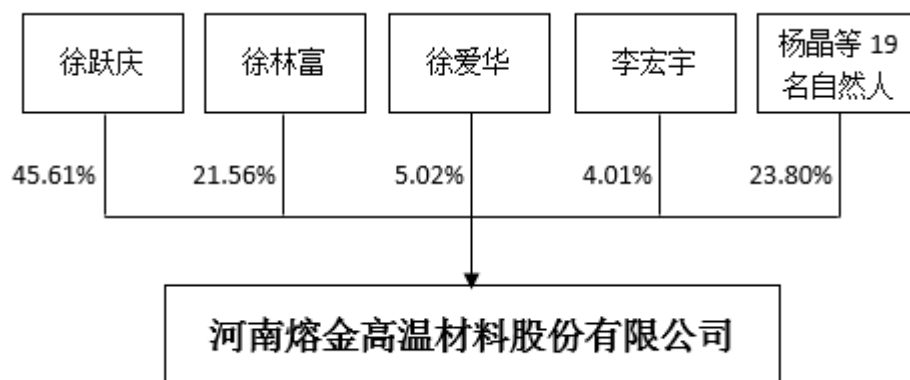 徐跃庆
徐林富
徐爱华
李宏宇
杨晶等 19
名自然人
45.61%
21.56%
5.02%
4.01%
23.80%
河南熔金高温材料股份有限公司